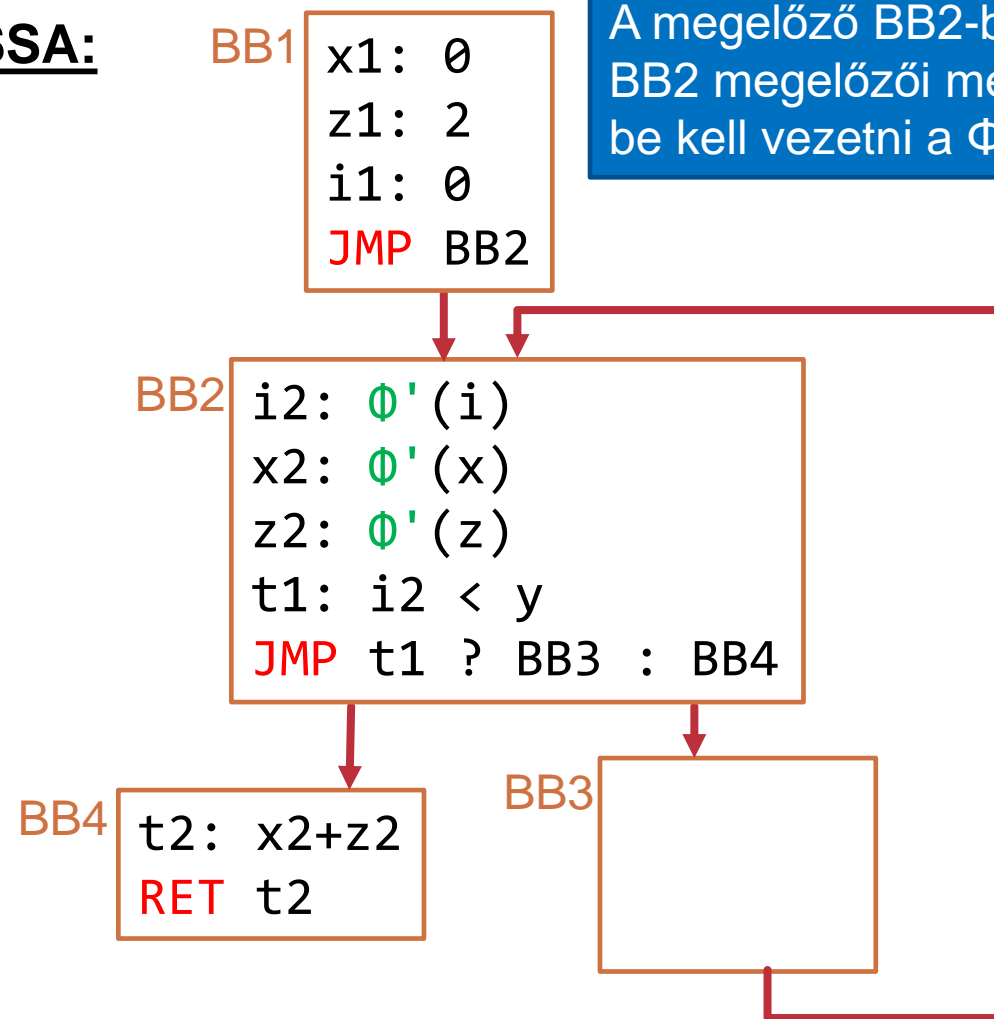 SSA:
BB1
x1: 0
z1: 2
i1: 0
JMP BB2
A megelőző BB2-b
BB2 megelőzői me
be kell vezetni a Φ
BB2
i2: Φ'(i)
x2: Φ'(x)
z2: Φ'(z)
t1: i2 < y
JMP t1 ? BB3 : BB4
BB4
t2: x2+z2
RET t2
BB3